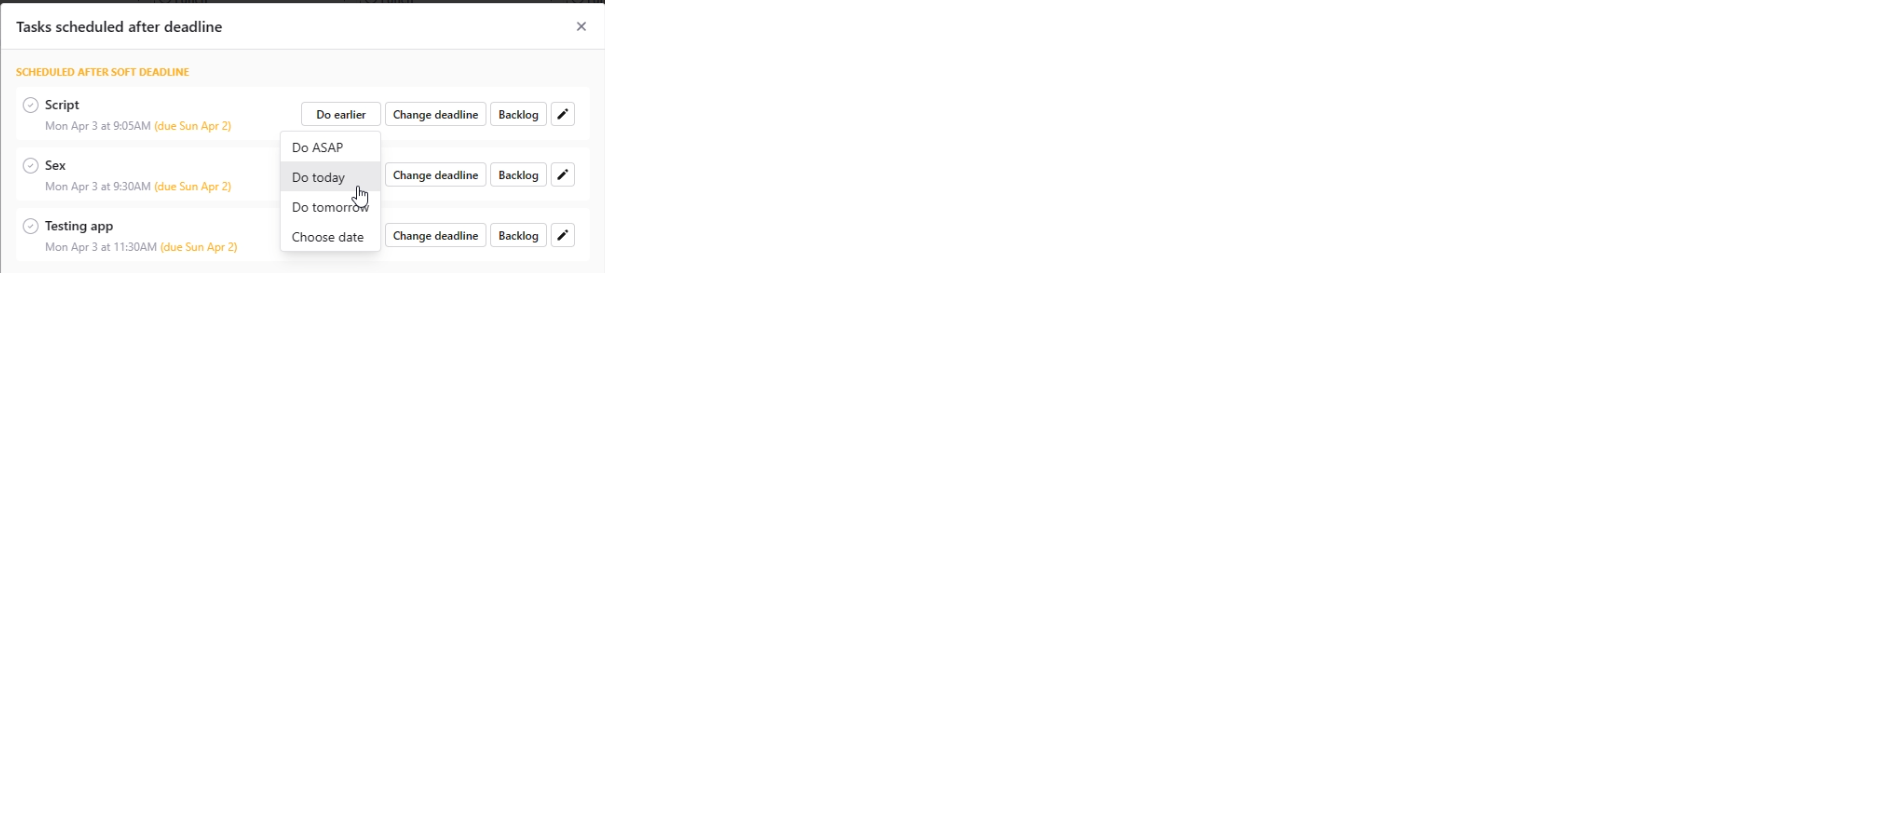 Tasks scheduled after deadline
SCHEDULED AFTER SOFT DEADLINE
Script
Mon Apr 3 at 9:05AM (due Sun Apr 2)
Do earlier Change deadline Backlog
Do ASAP
Do today
Do tomorrow
Choose date
Sex
Mon Apr 3 at 9:30AM (due Sun Apr 2)
Change deadline Backlog
Testing app
Mon Apr 3 at 11:30AM (due Sun Apr 2)
Change deadline Backlog